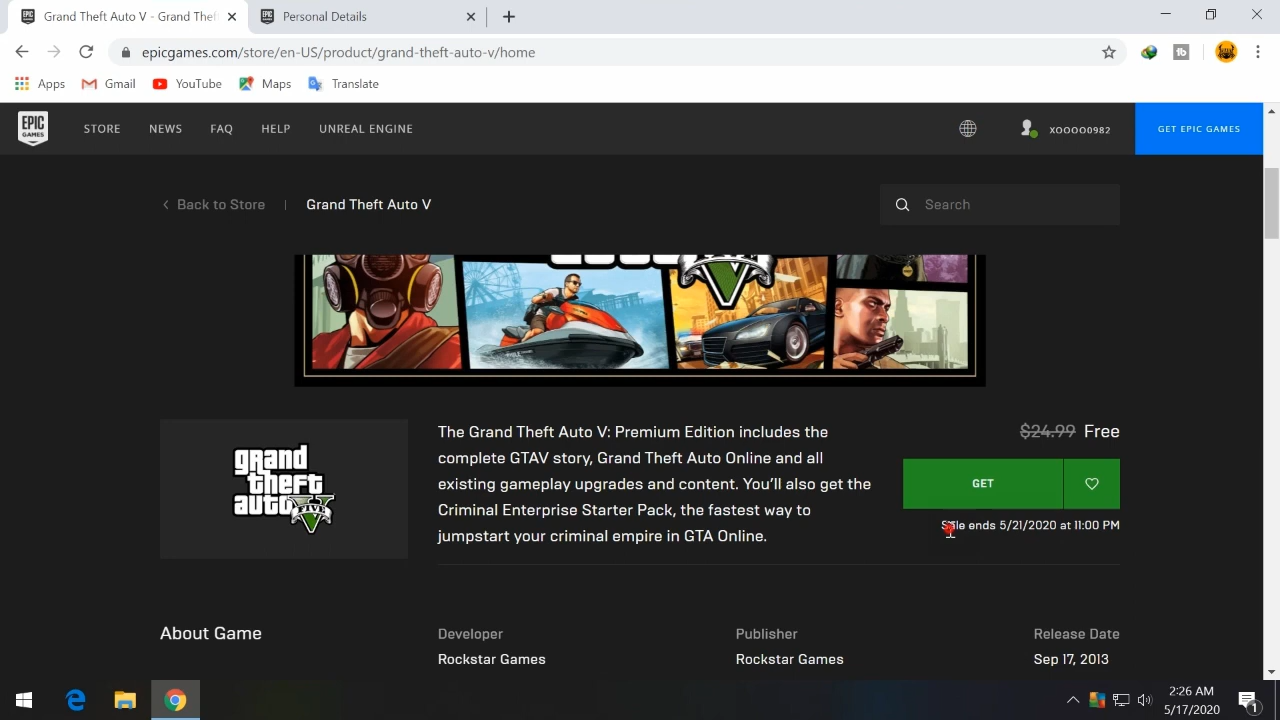 Grand Theft Auto V - Grand Thef
Personal Details
epicgames.com/store/en-US/product/grand-theft-auto-v/home
Apps
Gmail
YouTube
Maps
Translate
EPIC
GAMES
STORE
NEWS
FAQ
HELP
UNREAL ENGINE
XOOOO0982
GET EPIC GAMES
Back to Store
Grand Theft Auto V
Search
The Grand Theft Auto V: Premium Edition includes the
complete GTAV story, Grand Theft Auto Online and all
existing gameplay upgrades and content. You'll also get the
Criminal Enterprise Starter Pack, the fastest way to
jumpstart your criminal empire in GTA Online.
grand
theft
auto V
FIVE
$24.99 Free
GET
Sale ends 5/21/2020 at 11:00 PM
About Game
Developer
Rockstar Games
Publisher
Rockstar Games
Release Date
Sep 17, 2013
2:26 AM
5/17/2020
1